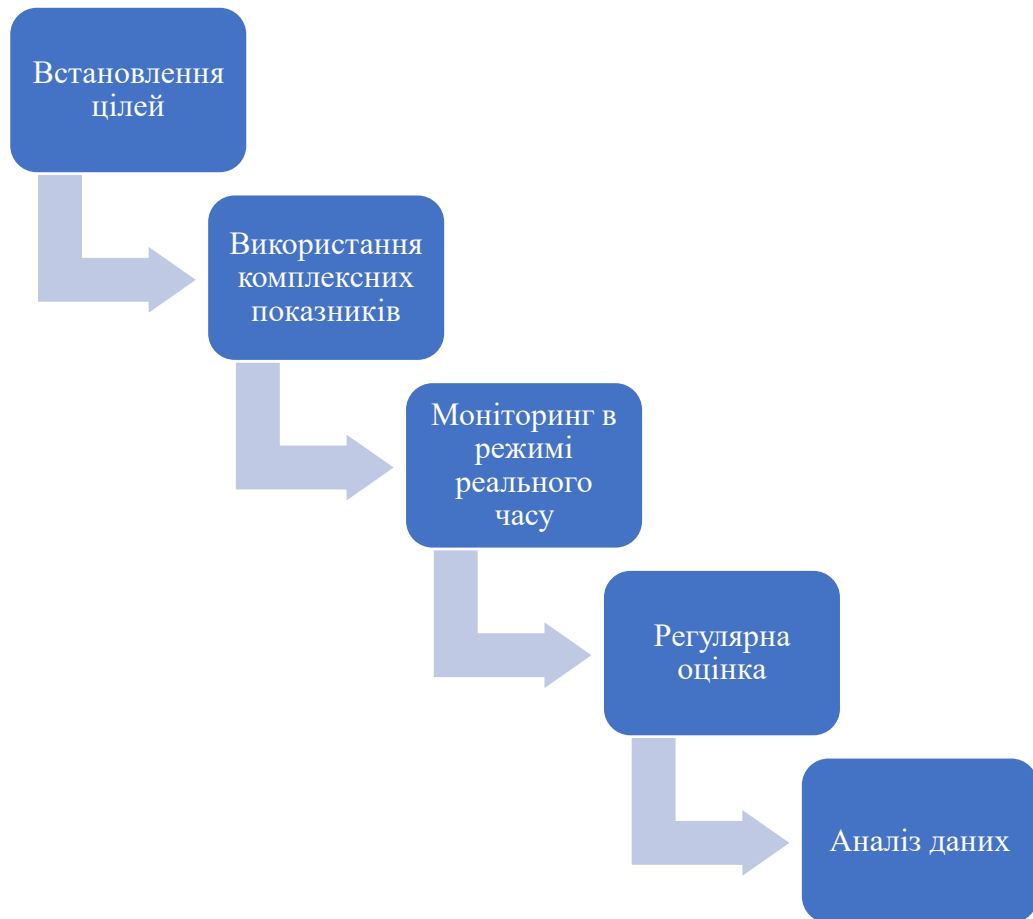 Встановлення
цілей
Використання
комплексних
показників
Моніторинг в
режимі
реального
часу
Регулярна
оцінка
Аналіз даних